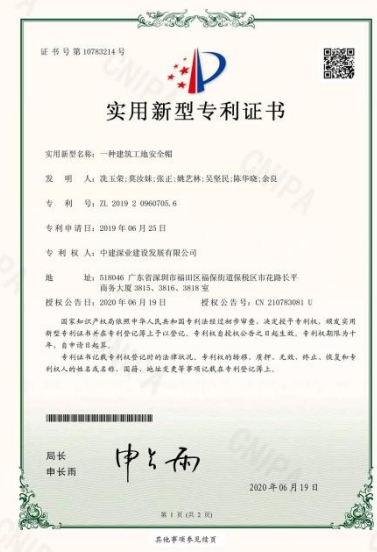 证书号第10783214号
实用新型专利证书
实用新型名称：一种建筑工地安全帽
发 明 人：冼玉荣;莫汝妹;张正;姚艺林;吴坚民;陈华晓;余良
专 利 号：ZL 2019 2 0960705.6
专利申请日：2019年06月25日
专 利 权 人：中建深业建设发展有限公司
地 址：518046 广东省深圳市福田区福保街道保税区市花路长平
商务大厦3815、3816、3818室
授权公告日：2020年06月19日 授权公告号：CN 210783081 U
国家知识产权局依照中华人民共和国专利法经过初步审查，决定授予专利权，颁发实用
新型专利证书并在专利登记簿上予以登记。专利权自授权公告之日起生效。专利权期限为十
年，自申请日起算。
专利证书记载专利权登记时的法律状况。专利权的转移、质押、无效、终止、恢复和专
利权人的姓名或名称、国籍、地址变更等事项记载在专利登记簿上。
局长
申长雨
申长雨
2020年06月19日
第 1 页 (共 2 页)
其他事项参见续页
CNIPA
CNIPA
CNIPA